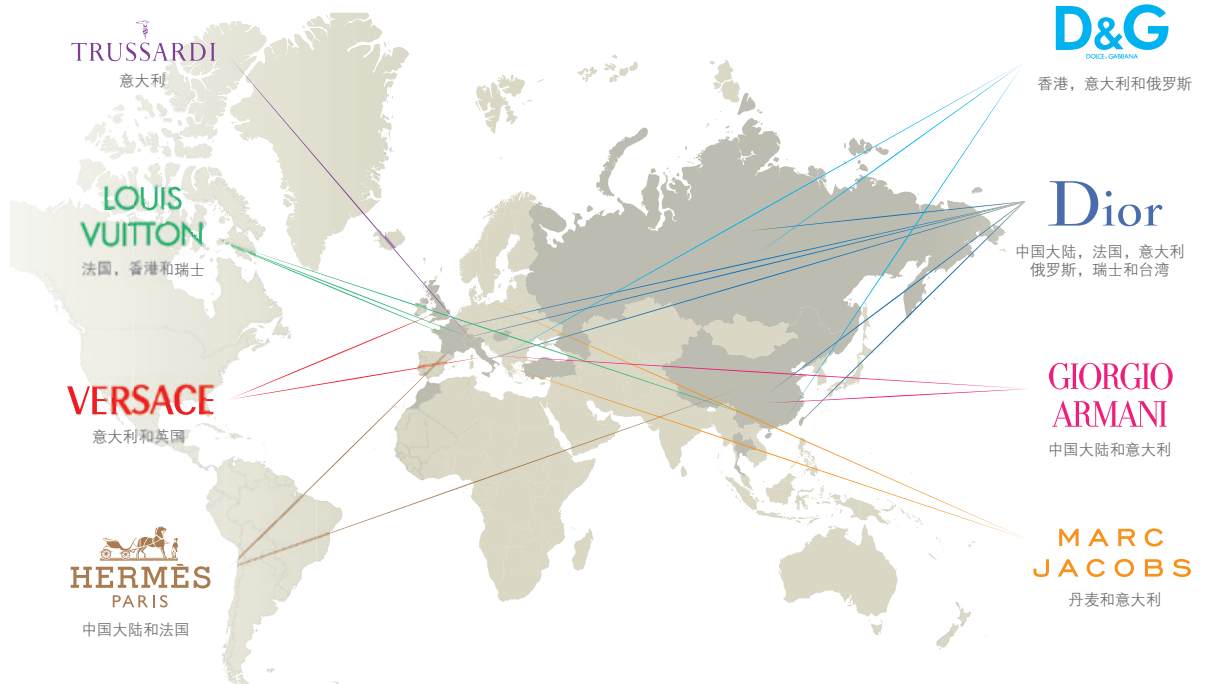 TRUSSARDI
意大利
LOUIS
VUITTON
法国，香港和瑞士
VERSACE
意大利和英国
HERMÈS
PARIS
中国大陆和法国
D&G
DOLCE & GABBANA
香港，意大利和俄罗斯
Dior
中国大陆，法国，意大利
俄罗斯，瑞士和台湾
GIORGIO
ARMANI
中国大陆和意大利
MARC
JACOBS
丹麦和意大利